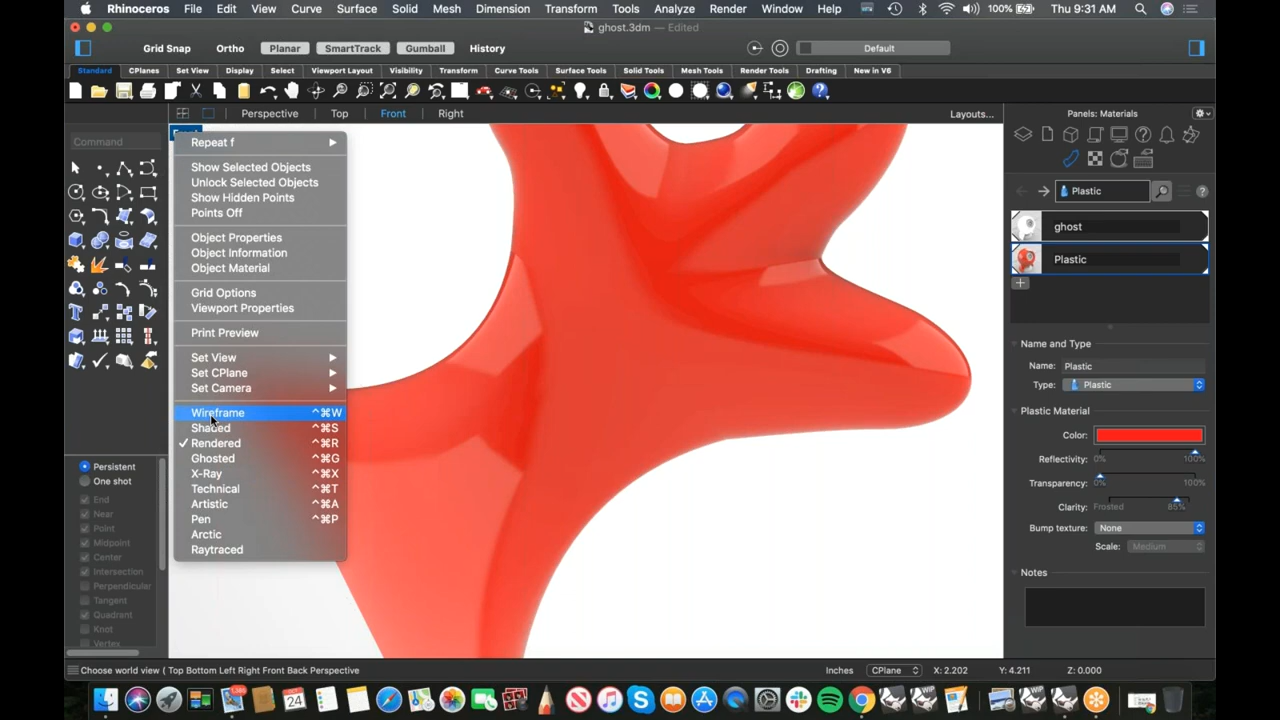 Rhinoceros File Edit View Curve Surface Solid Mesh Dimension Transform Tools Analyze Render Window Help 100% Thu 9:31 AM
ghost.3dm — Edited
Grid Snap Ortho Planar SmartTrack Gumball History Default
Standard CPlanes Set View Display Select Viewport Layout Visibility Transform Curve Tools Surface Tools Solid Tools Mesh Tools Render Tools Drafting New in V6
Perspective Top Front Right Layouts... Panels: Materials
Command
Repeat f
Show Selected Objects
Unlock Selected Objects
Show Hidden Points
Points Off
Object Properties
Object Information
Object Material
Grid Options
Viewport Properties
Print Preview
Set View
Set CPlane
Set Camera
Wireframe ^⌘W
Shaded ^⌘S
✓ Rendered ^⌘R
Ghosted ^⌘G
X-Ray ^⌘X
Technical ^⌘T
Artistic ^⌘A
Pen ^⌘P
Arctic
Raytraced
Persistent
One shot
End
Near
Point
Midpoint
Center
Intersection
Perpendicular
Tangent
Quadrant
Knot
Vertex
Plastic
ghost
Plastic
Name and Type
Name: Plastic
Type: Plastic
Plastic Material
Color:
Reflectivity: 0% 100%
Transparency: 0% 100%
Clarity: Frosted 85%
Bump texture: None
Scale: Medium
Notes
Choose world view ( Top Bottom Left Right Front Back Perspective Inches CPlane X: 2.202 Y: 4.211 Z: 0.000
24